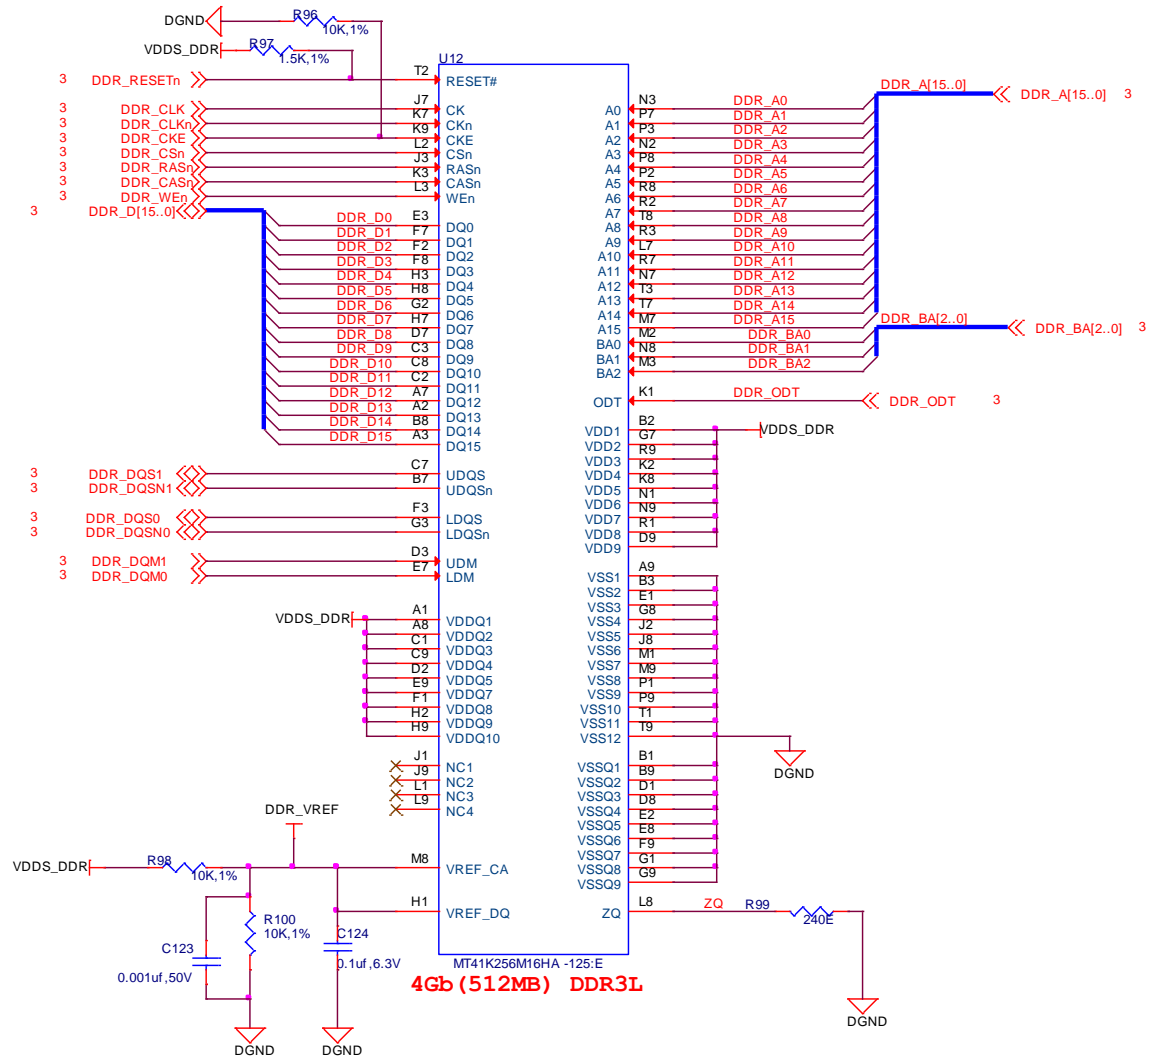 DGND R96
10K,1%
VDDS_DDR R97
1.5K,1%
U12
3 DDR_RESETn T2 RESET#
3 DDR_CLK J7 CK
3 DDR_CLKn K7 CKn
3 DDR_CKE K9 CKE
3 DDR_CSn L2 CSn
3 DDR_RASn J3 RASn
3 DDR_CASn K3 CASn
3 DDR_WEn L3 WEn
3 DDR_D[15..0]
DDR_D0 E3 DQ0
DDR_D1 F7 DQ1
DDR_D2 F2 DQ2
DDR_D3 F8 DQ3
DDR_D4 H3 DQ4
DDR_D5 H8 DQ5
DDR_D6 G2 DQ6
DDR_D7 H7 DQ7
DDR_D8 D7 DQ8
DDR_D9 C3 DQ9
DDR_D10 C8 DQ10
DDR_D11 C2 DQ11
DDR_D12 A7 DQ12
DDR_D13 A2 DQ13
DDR_D14 B8 DQ14
DDR_D15 A3 DQ15
3 DDR_DQS1 C7 UDQS
3 DDR_DQSN1 B7 UDQSn
3 DDR_DQS0 F3 LDQS
3 DDR_DQSN0 G3 LDQSn
3 DDR_DQM1 D3 UDM
3 DDR_DQM0 E7 LDM
VDDS_DDR A1 VDDQ1
A8 VDDQ2
C1 VDDQ3
C9 VDDQ4
D2 VDDQ5
E9 VDDQ7
F1 VDDQ8
H2 VDDQ9
H9 VDDQ10
J1 NC1
J9 NC2
L1 NC3
L9 NC4
DDR_VREF
VDDS_DDR R98 M8 VREF_CA
10K,1%
H1 VREF_DQ
R100
10K,1%
C123
0.001uf,50V
C124
0.1uf,6.3V
DGND DGND
A0 N3 DDR_A0
A1 P7 DDR_A1
A2 P3 DDR_A2
A3 N2 DDR_A3
A4 P8 DDR_A4
A5 P2 DDR_A5
A6 R8 DDR_A6
A7 R2 DDR_A7
A8 T8 DDR_A8
A9 R3 DDR_A9
A10 L7 DDR_A10
A11 R7 DDR_A11
A12 N7 DDR_A12
A13 T3 DDR_A13
A14 T7 DDR_A14
A15 M7 DDR_A15
DDR_A[15..0] DDR_A[15..0] 3
BA0 M2 DDR_BA0
BA1 N8 DDR_BA1
BA2 M3 DDR_BA2
DDR_BA[2..0] DDR_BA[2..0] 3
ODT K1 DDR_ODT DDR_ODT 3
VDD1 B2 VDDS_DDR
VDD2 G7
VDD3 R9
VDD4 K2
VDD5 K8
VDD6 N1
VDD7 N9
VDD8 R1
VDD9 D9
VSS1 A9
VSS2 B3
VSS3 E1
VSS4 G8
VSS5 J2
VSS6 J8
VSS7 M1
VSS8 M9
VSS9 P1
VSS10 P9
VSS11 T1
VSS12 T9
DGND
VSSQ1 B1
VSSQ2 B9
VSSQ3 D1
VSSQ4 D8
VSSQ5 E2
VSSQ6 E8
VSSQ7 F9
VSSQ8 G1
VSSQ9 G9
ZQ L8 ZQ R99
240E
DGND
MT41K256M16HA -125:E
4Gb(512MB) DDR3L